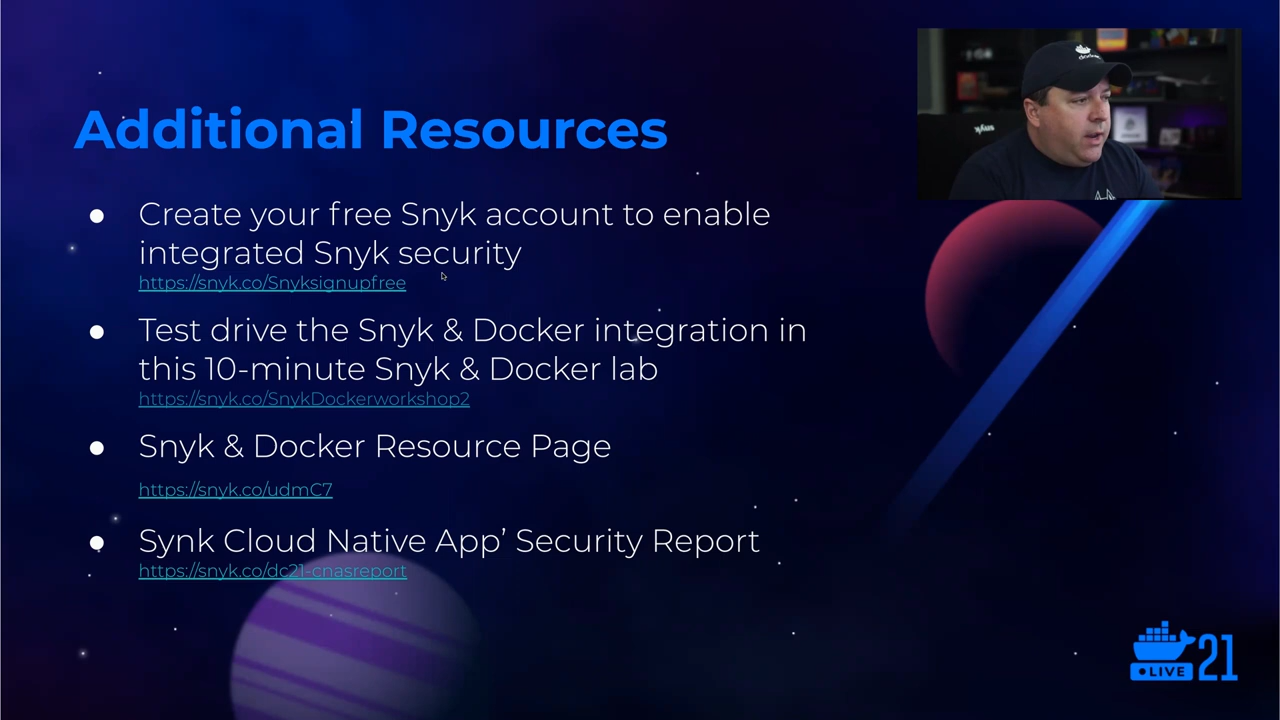 Additional Resources
● Create your free Snyk account to enable
integrated Snyk security
https://snyk.co/Snyksignupfree
● Test drive the Snyk & Docker integration in
this 10-minute Snyk & Docker lab
https://snyk.co/SnykDockerworkshop2
● Snyk & Docker Resource Page
https://snyk.co/udmC7
● Synk Cloud Native App’ Security Report
https://snyk.co/dc21-cnasreport
snyk
LIVE 21